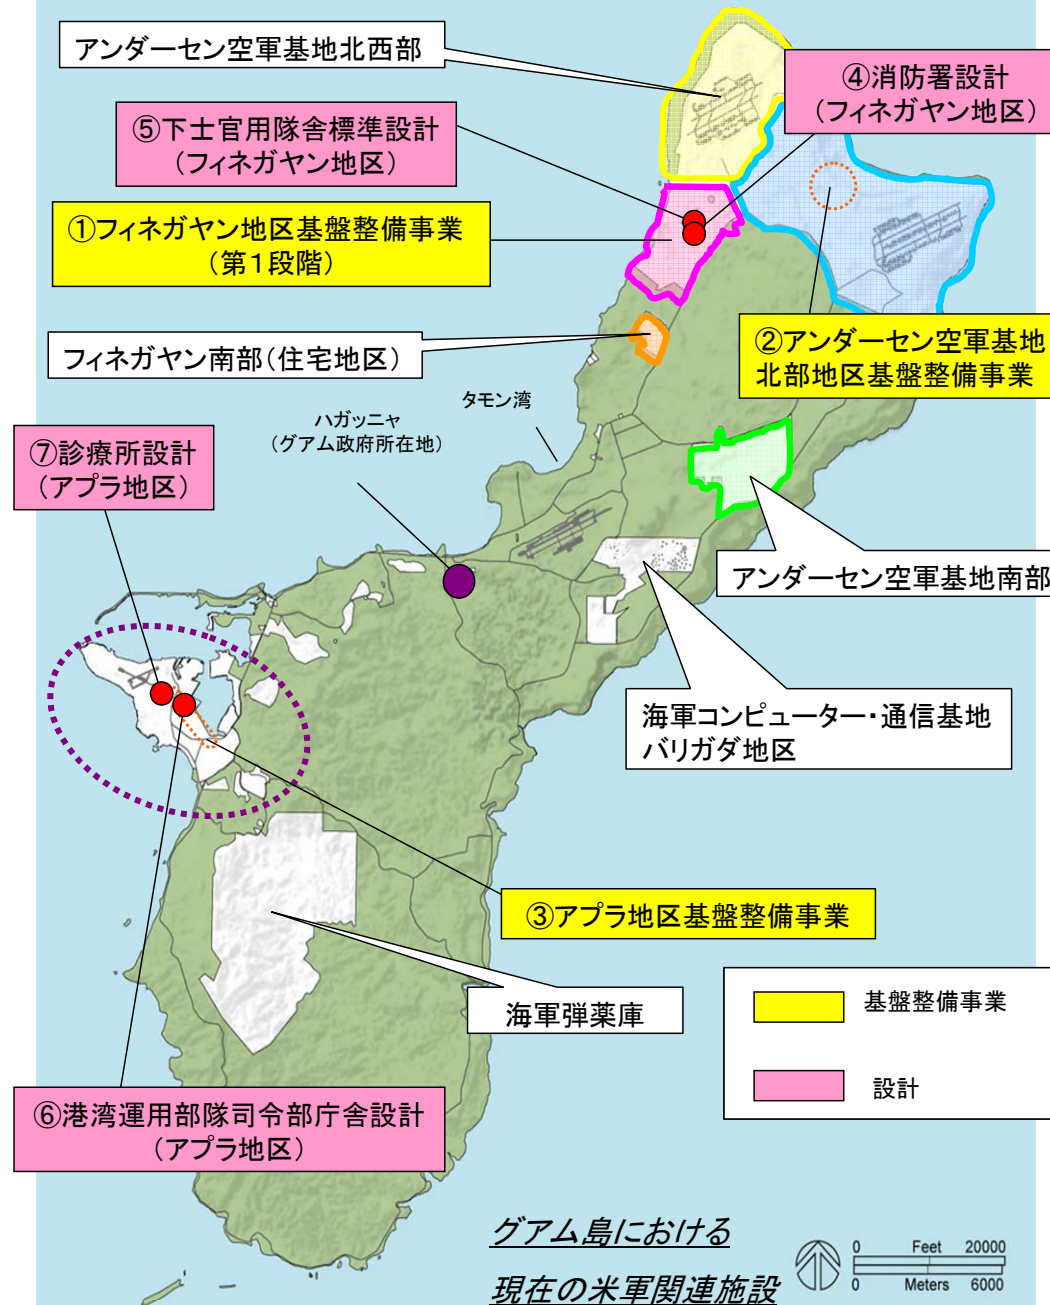 アンダーセン空軍基地北西部
④消防署設計
(フィネガヤン地区)
⑤下士官用隊舎標準設計
(フィネガヤン地区)
①フィネガヤン地区基盤整備事業
(第1段階)
②アンダーセン空軍基地
北部地区基盤整備事業
フィネガヤン南部(住宅地区)
タモン湾
ハガッニャ
(グアム政府所在地)
⑦診療所設計
(アプラ地区)
アンダーセン空軍基地南部
海軍コンピューター・通信基地
バリガダ地区
③アプラ地区基盤整備事業
海軍弾薬庫
基盤整備事業
設計
⑥港湾運用部隊司令部庁舎設計
(アプラ地区)
グアム島における
現在の米軍関連施設
0 Feet 20000
0 Meters 6000